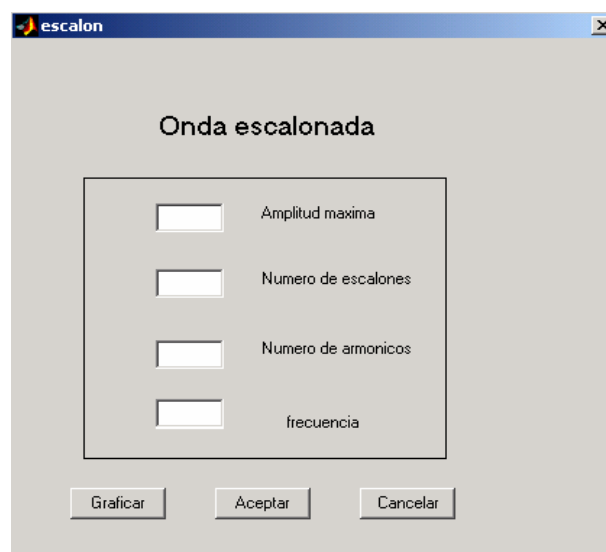 escalon
Onda escalonada
Amplitud maxima
Numero de escalones
Numero de armonicos
frecuencia
Graficar Aceptar Cancelar